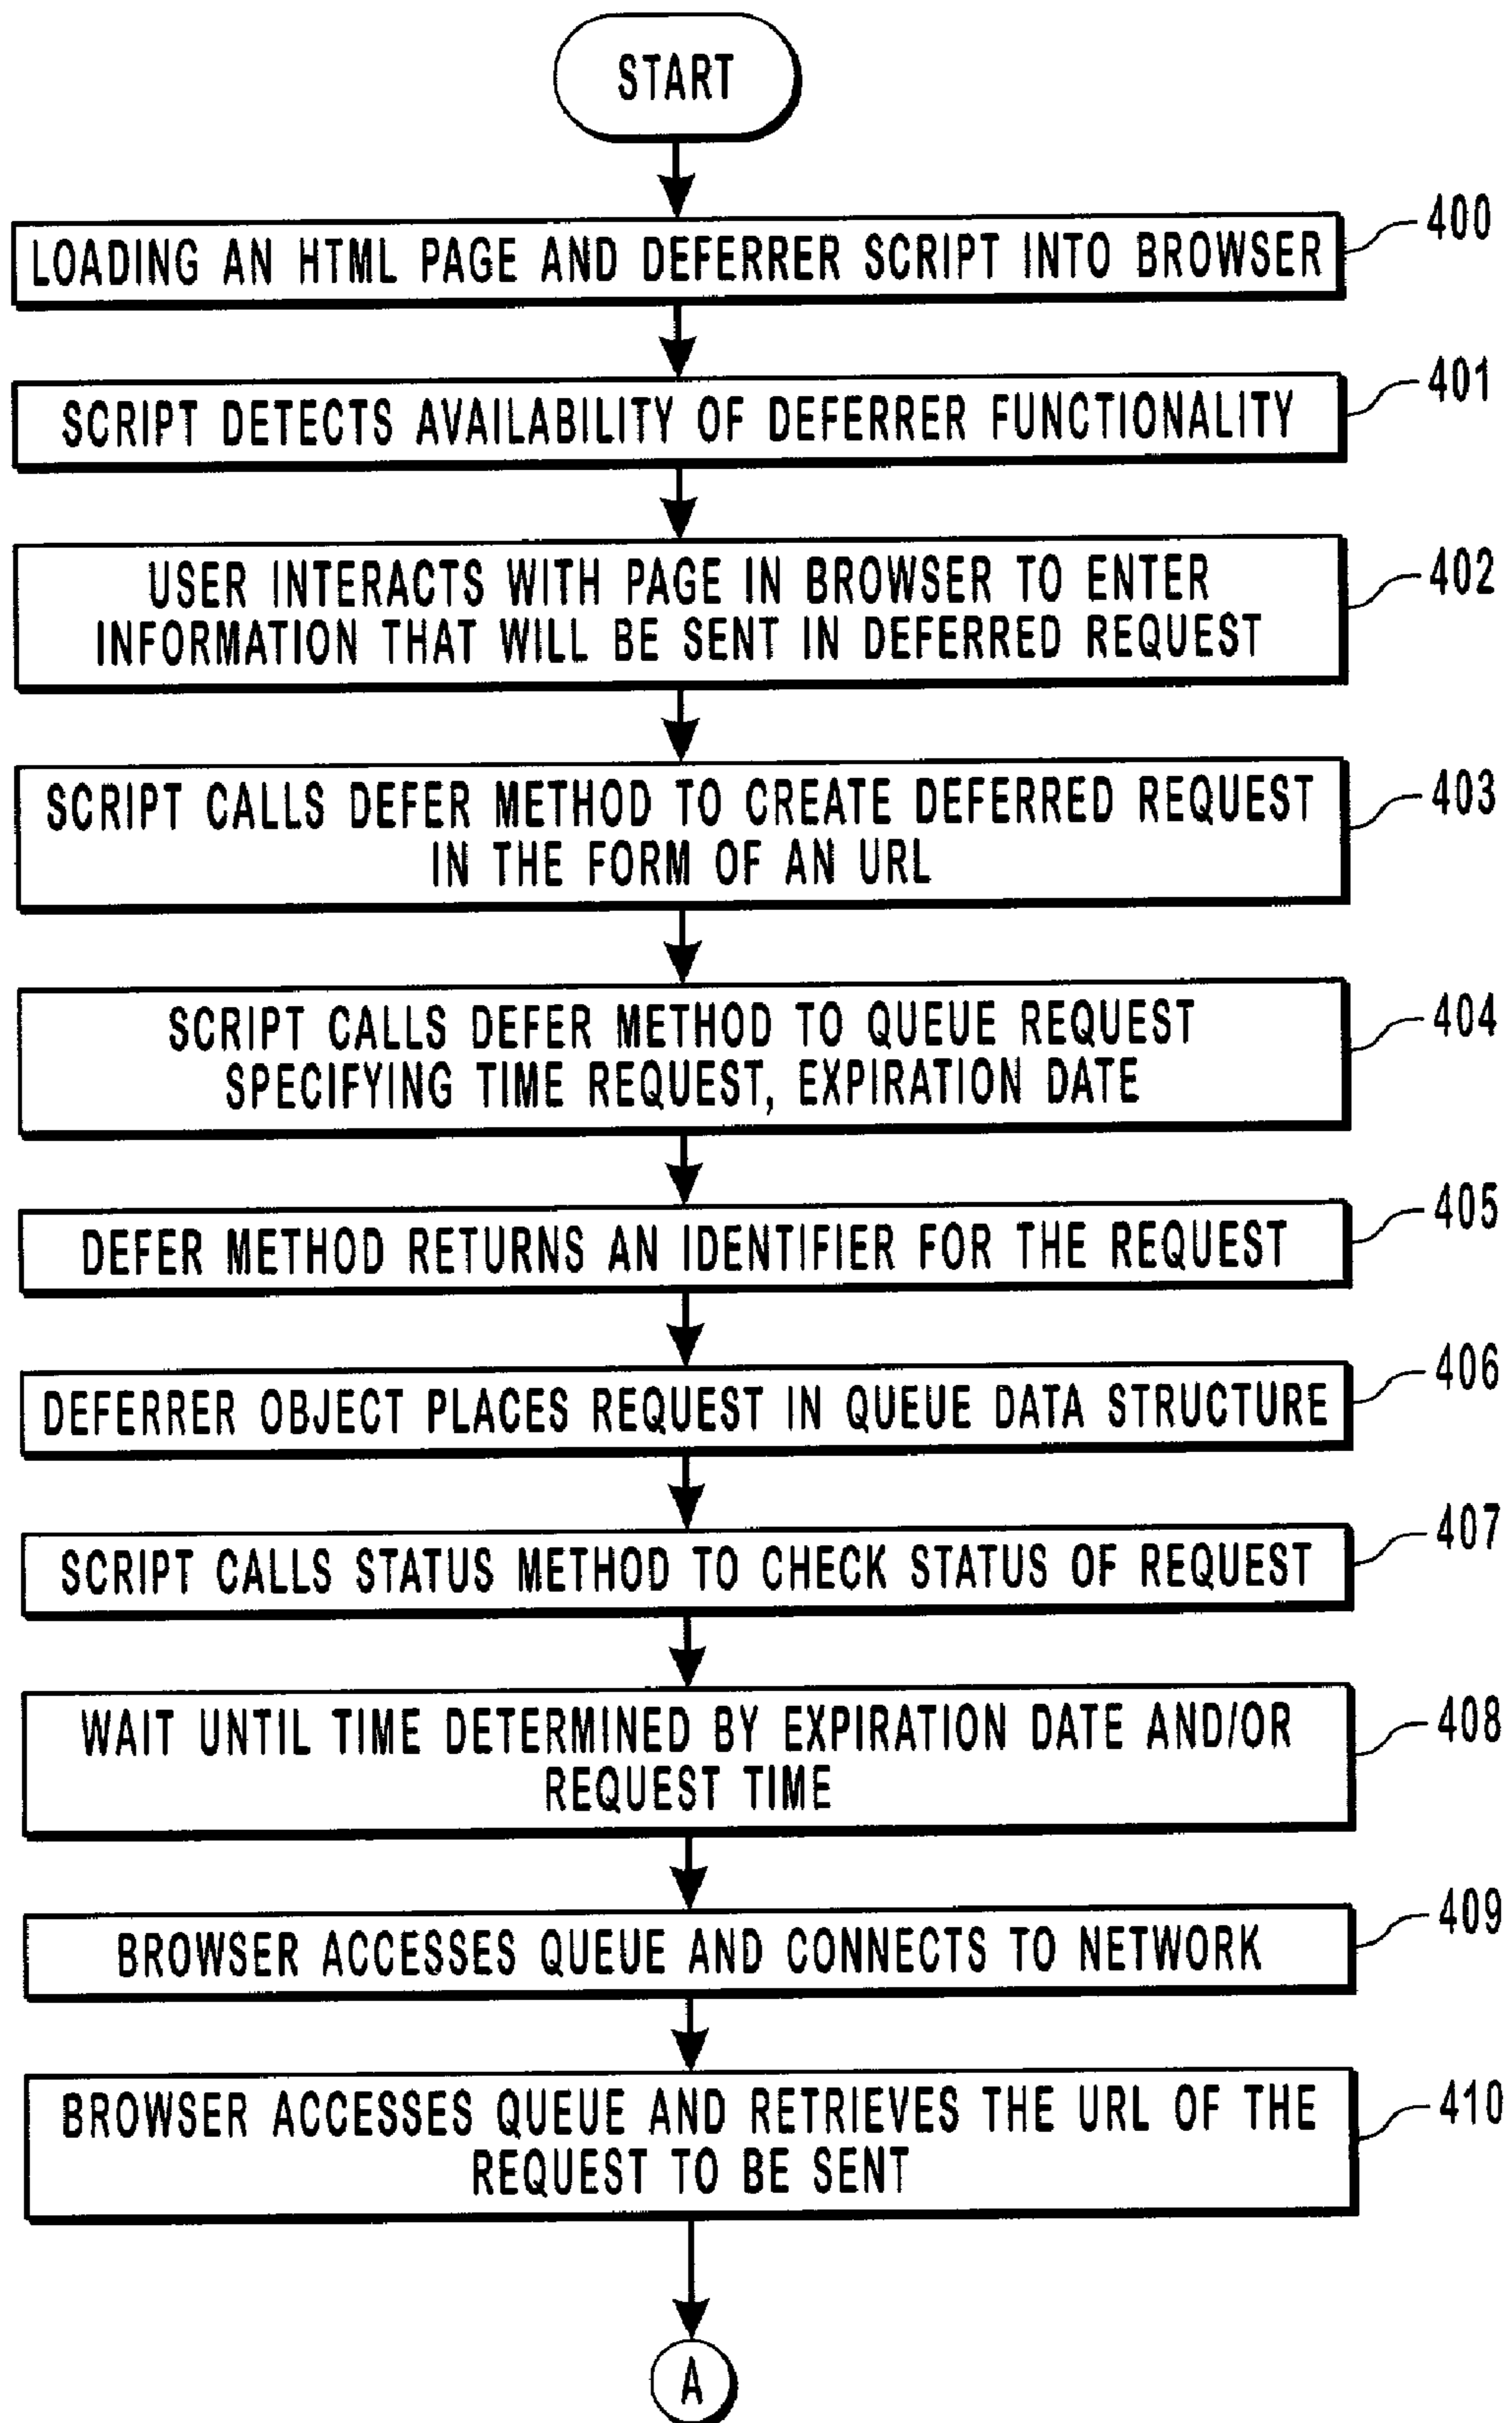 START
LOADING AN HTML PAGE AND DEFERRER SCRIPT INTO BROWSER
400
SCRIPT DETECTS AVAILABILITY OF DEFERRER FUNCTIONALITY
401
USER INTERACTS WITH PAGE IN BROWSER TO ENTER
INFORMATION THAT WILL BE SENT IN DEFERRED REQUEST
402
SCRIPT CALLS DEFER METHOD TO CREATE DEFERRED REQUEST
IN THE FORM OF AN URL
403
SCRIPT CALLS DEFER METHOD TO QUEUE REQUEST
SPECIFYING TIME REQUEST, EXPIRATION DATE
404
DEFER METHOD RETURNS AN IDENTIFIER FOR THE REQUEST
405
DEFERRER OBJECT PLACES REQUEST IN QUEUE DATA STRUCTURE
406
SCRIPT CALLS STATUS METHOD TO CHECK STATUS OF REQUEST
407
WAIT UNTIL TIME DETERMINED BY EXPIRATION DATE AND/OR
REQUEST TIME
408
BROWSER ACCESSES QUEUE AND CONNECTS TO NETWORK
409
BROWSER ACCESSES QUEUE AND RETRIEVES THE URL OF THE
REQUEST TO BE SENT
410
A